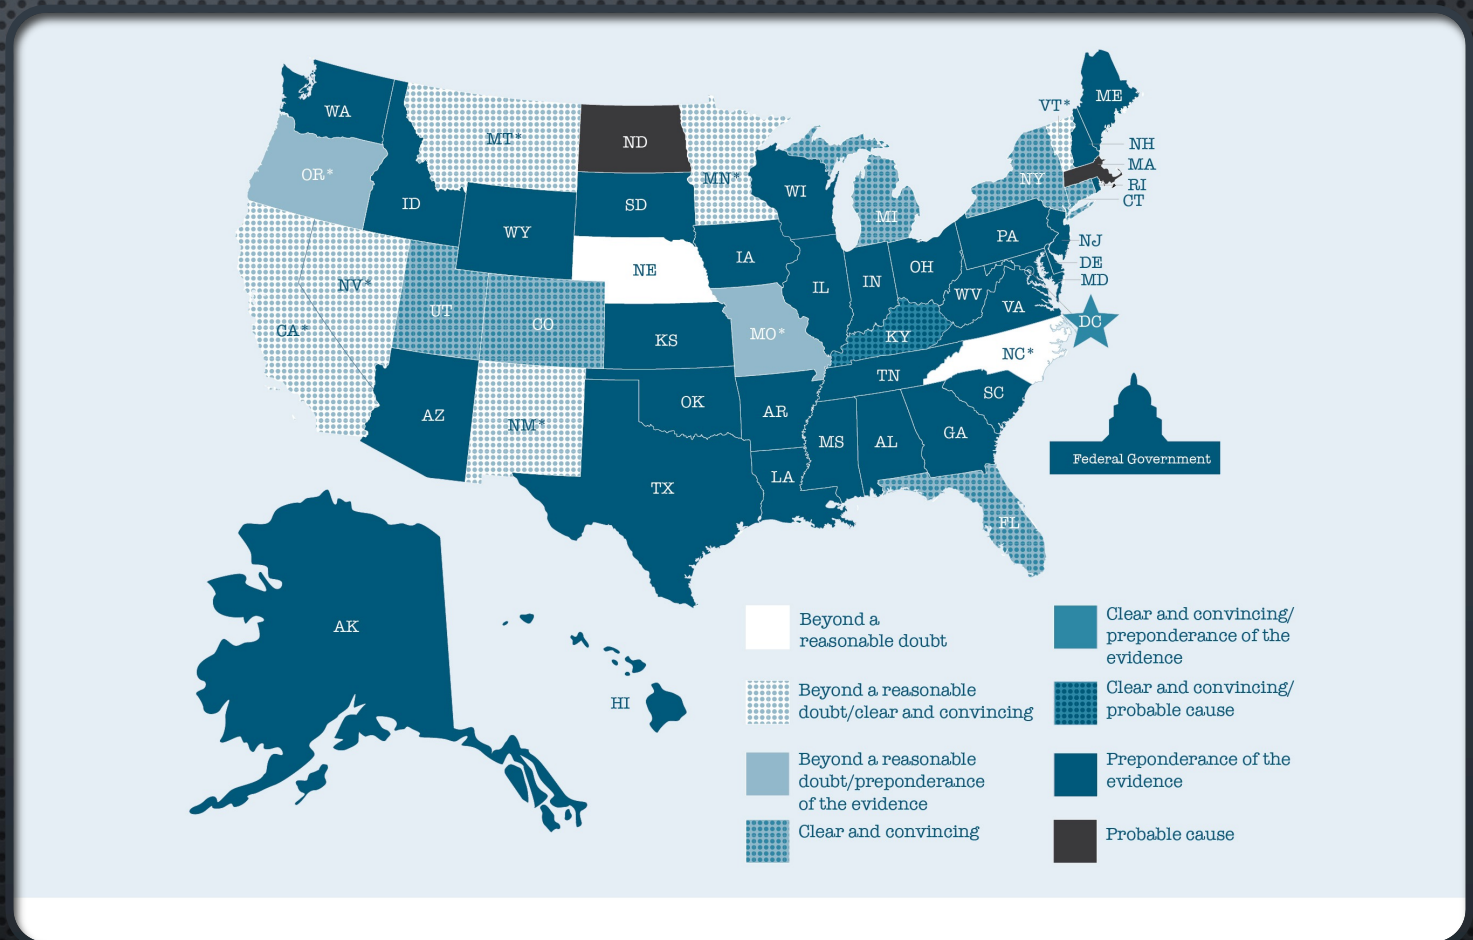 WA
MT*
ND
MN*
VT*
ME
NH
MA
RI
CT
OR*
ID
SD
WI
MI
NY
WY
NE
IA
PA
NJ
DE
MD
NV*
UT
CO
IL
IN
OH
WV
VA
DC
CA*
KS
MO*
KY
NC*
TN
AZ
NM*
OK
AR
SC
MS
AL
GA
TX
LA
FL
Federal Government
AK
HI
Beyond a
reasonable doubt
Beyond a reasonable
doubt/clear and convincing
Beyond a reasonable
doubt/preponderance
of the evidence
Clear and convincing
Clear and convincing/
preponderance of the
evidence
Clear and convincing/
probable cause
Preponderance of the
evidence
Probable cause